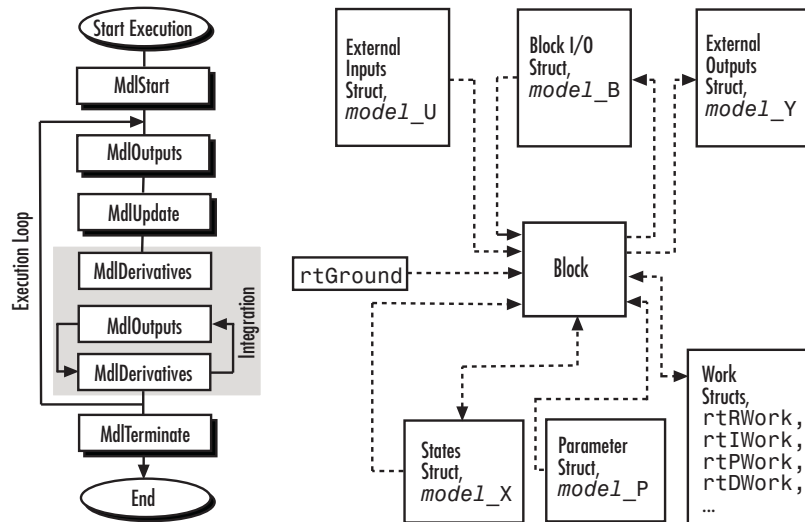 Start Execution
MdlStart
MdlOutputs
MdlUpdate
MdlDerivatives
MdlOutputs
MdlDerivatives
MdlTerminate
End
Execution Loop
Integration
External
Inputs
Struct,
model_U
Block I/O
Struct,
model_B
External
Outputs
Struct,
model_Y
rtGround
Block
States
Struct,
model_X
Parameter
Struct,
model_P
Work
Structs,
rtRWork,
rtIWork,
rtPWork,
rtDWork,
...